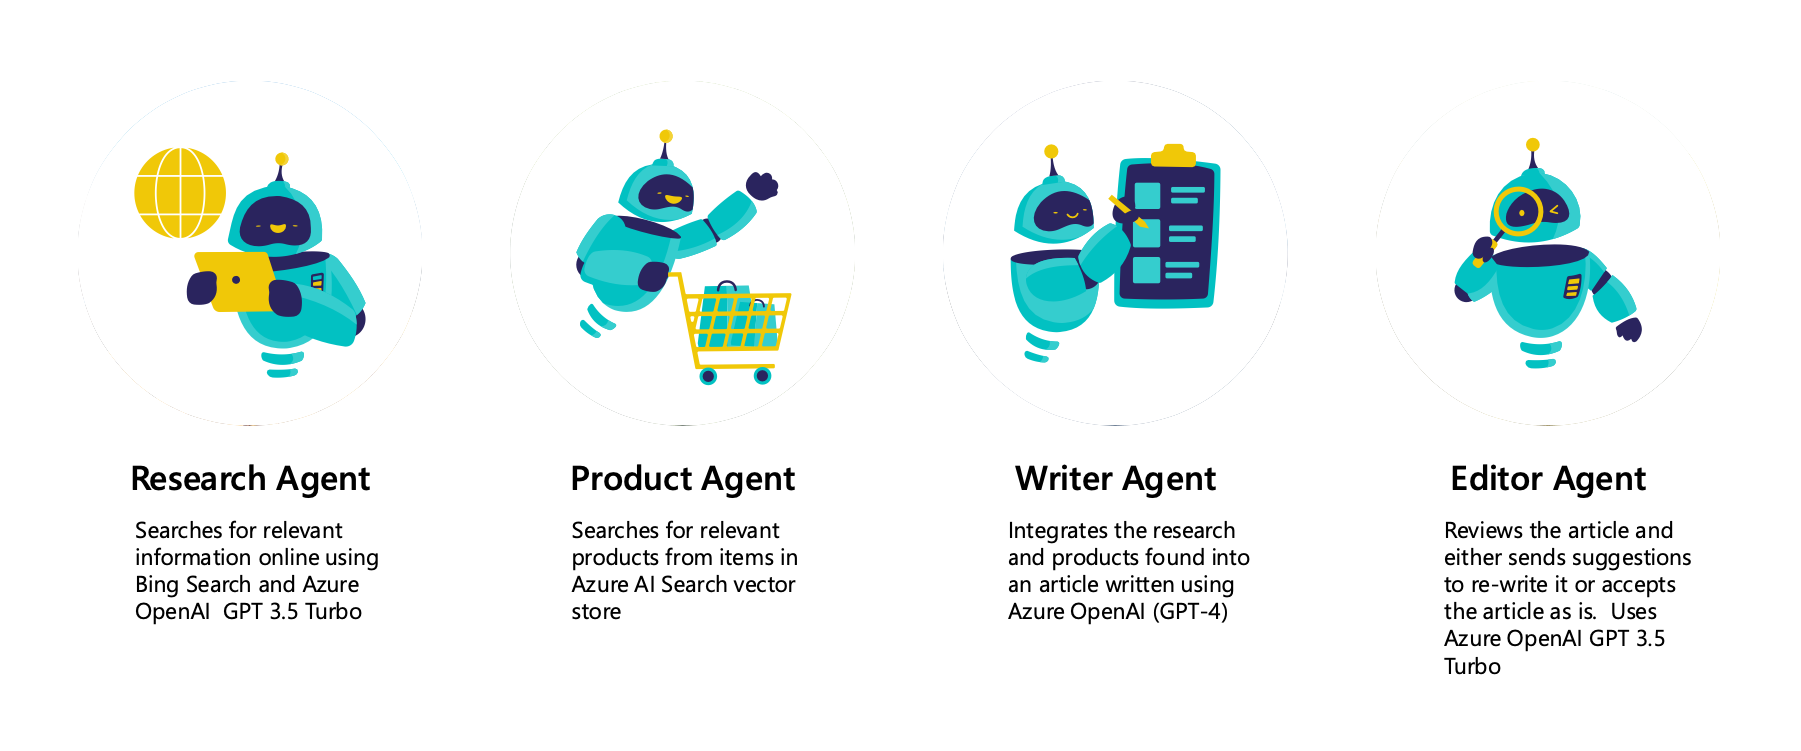 Research Agent
Searches for relevant
information online using
Bing Search and Azure
OpenAI  GPT 3.5 Turbo
Product Agent
Searches for relevant
products from items in
Azure AI Search vector
store
Writer Agent
Integrates the research
and products found into
an article written using
Azure OpenAI (GPT-4)
Editor Agent
Reviews the article and
either sends suggestions
to re-write it or accepts
the article as is.  Uses
Azure OpenAI GPT 3.5
Turbo